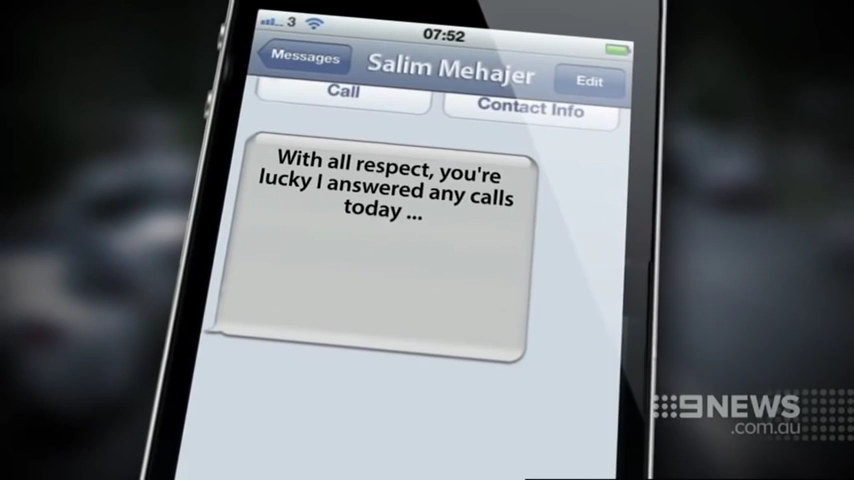 3
07:52
Messages
Salim Mehajer
Edit
Call
Contact Info
With all respect, you're
lucky I answered any calls
today ...
9NEWS
.com.au